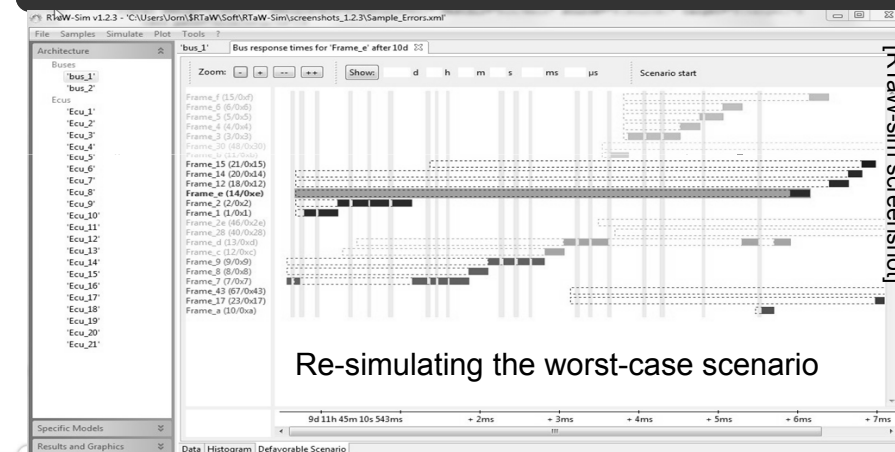 RTaW-Sim v1.2.3 - 'C:\Users\Jorn\$RTaW\Soft\RTaW-Sim\screenshots_1.2.3\Sample_Errors.xml'
File Samples Simulate Plot Tools ?
Architecture
Buses
'bus_1'
'bus_2'
Ecus
'Ecu_1'
'Ecu_2'
'Ecu_3'
'Ecu_4'
'Ecu_5'
'Ecu_6'
'Ecu_7'
'Ecu_8'
'Ecu_9'
'Ecu_10'
'Ecu_11'
'Ecu_12'
'Ecu_13'
'Ecu_14'
'Ecu_15'
'Ecu_16'
'Ecu_17'
'Ecu_18'
'Ecu_19'
'Ecu_20'
'Ecu_21'
Specific Models
Results and Graphics
'bus_1' Bus response times for 'Frame_e' after 10d
Zoom: - + -- ++ Show: d h m s ms µs Scenario start
Frame_f (15/0xf)
Frame_6 (6/0x6)
Frame_5 (5/0x5)
Frame_4 (4/0x4)
Frame_3 (3/0x3)
Frame_30 (48/0x30)
Frame_15 (21/0x15)
Frame_14 (20/0x14)
Frame_12 (18/0x12)
Frame_e (14/0xe)
Frame_2 (2/0x2)
Frame_1 (1/0x1)
Frame_2e (46/0x2e)
Frame_28 (40/0x28)
Frame_d (13/0xd)
Frame_c (12/0xc)
Frame_9 (9/0x9)
Frame_8 (8/0x8)
Frame_7 (7/0x7)
Frame_43 (67/0x43)
Frame_17 (23/0x17)
Frame_a (10/0xa)
Re-simulating the worst-case scenario
9d 11h 45m 10s 543ms + 2ms + 3ms + 4ms + 5ms + 6ms + 7ms
Data Histogram Defavorable Scenario
[RTaW-sim screenshot]